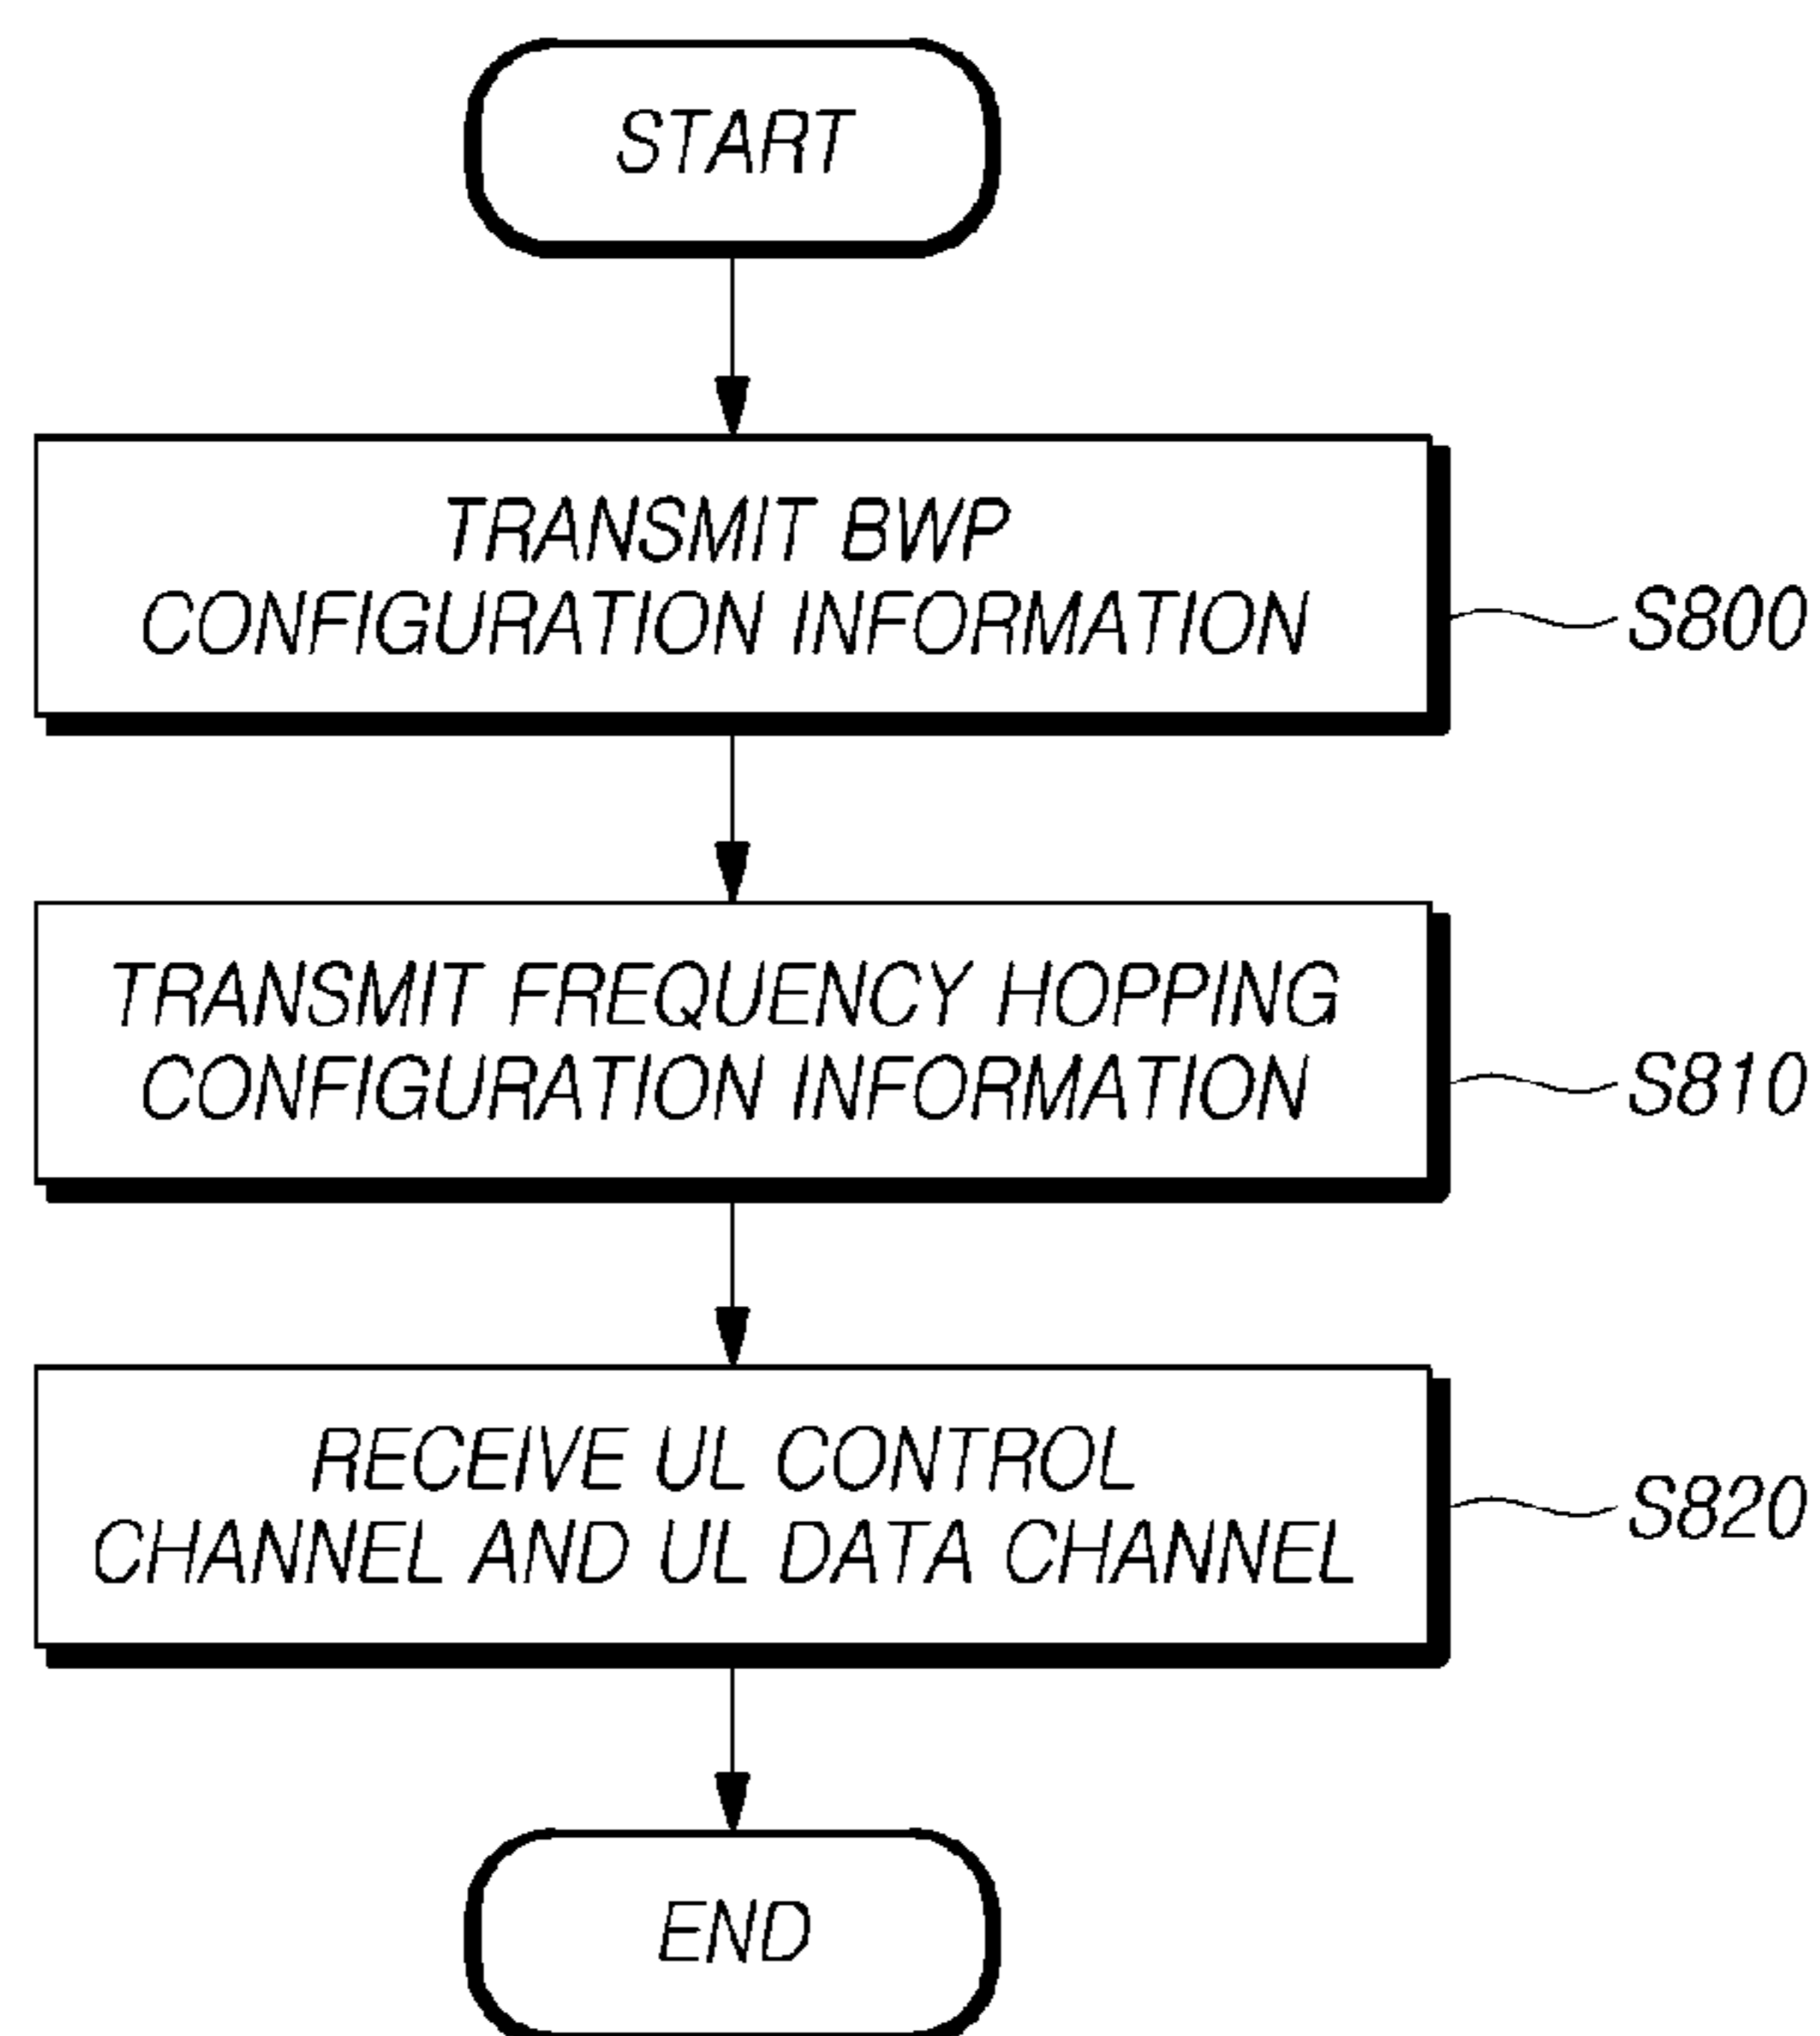 START
TRANSMIT BWP
CONFIGURATION INFORMATION
S800
TRANSMIT FREQUENCY HOPPING
CONFIGURATION INFORMATION
S810
RECEIVE UL CONTROL
CHANNEL AND UL DATA CHANNEL
S820
END